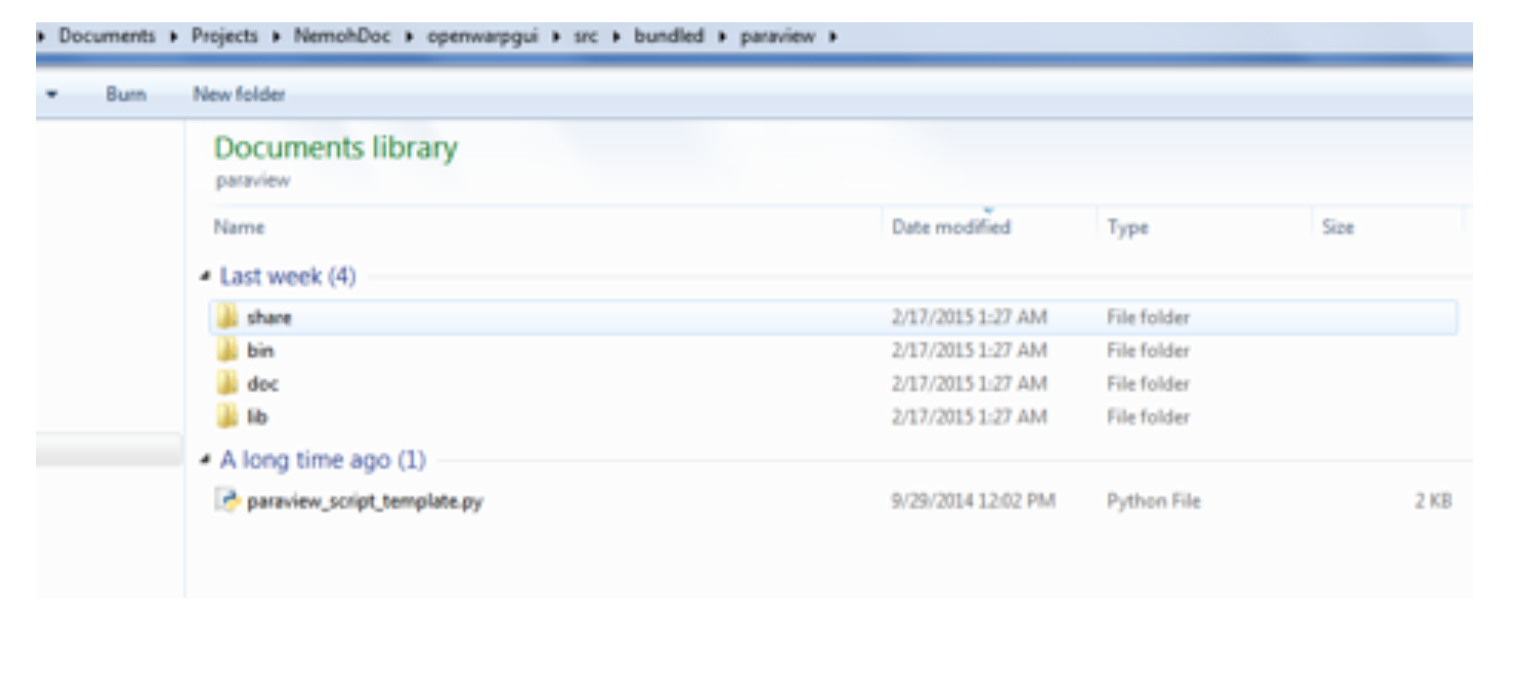 Documents ▸ Projects ▸ NemohDoc ▸ openwarpgui ▸ src ▸ bundled ▸ paraview ▸
Burn New folder
Documents library
paraview
Name Date modified Type Size
Last week (4)
share 2/17/2015 1:27 AM File folder
bin 2/17/2015 1:27 AM File folder
doc 2/17/2015 1:27 AM File folder
lib 2/17/2015 1:27 AM File folder
A long time ago (1)
paraview_script_template.py 9/29/2014 12:02 PM Python File 2 KB